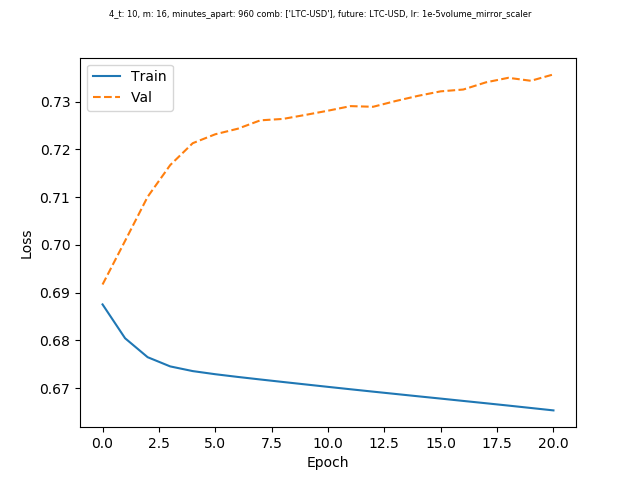 4_t: 10, m: 16, minutes_apart: 960 comb: ['LTC-USD'], future: LTC-USD, lr: 1e-5volume_mirror_scaler
Train
Val
0.73
0.72
0.71
0.70
0.69
0.68
0.67
Loss
0.0 2.5 5.0 7.5 10.0 12.5 15.0 17.5 20.0
Epoch